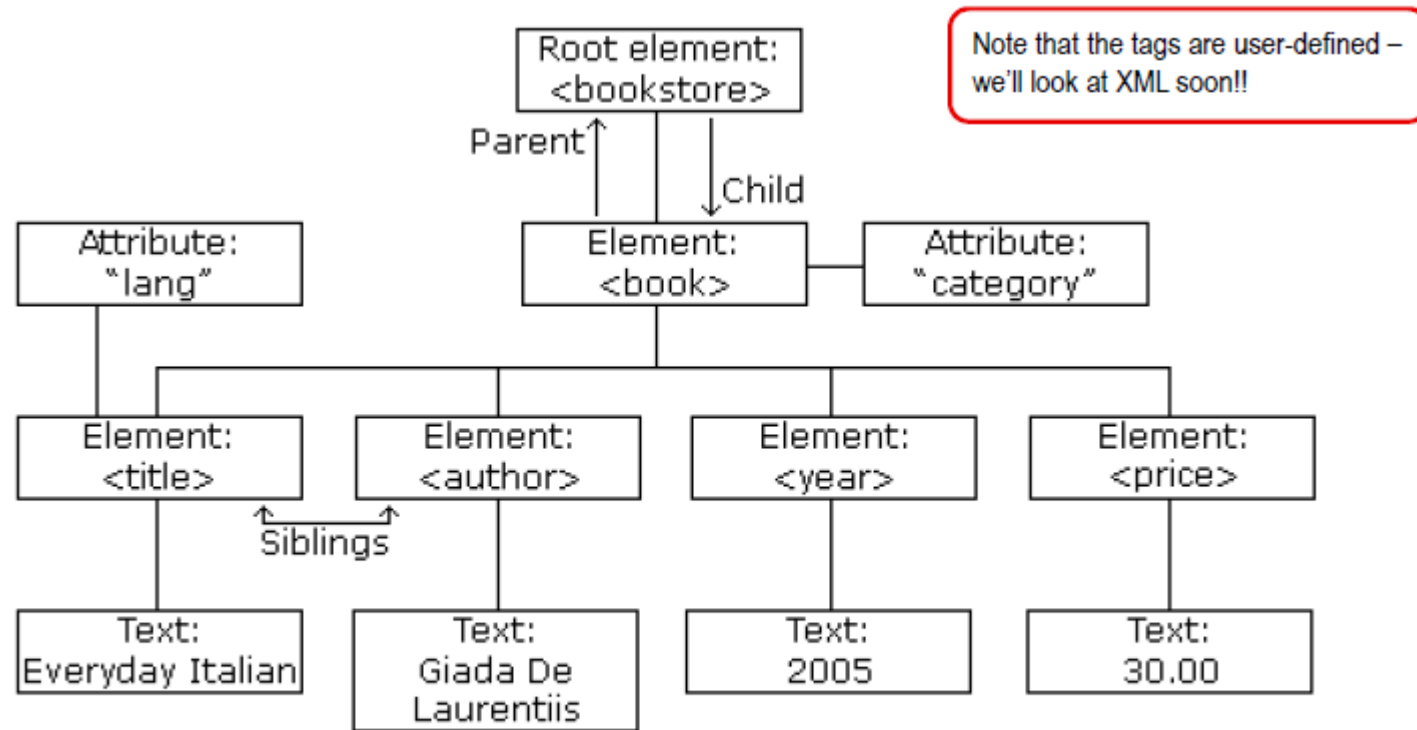 Root element:
<bookstore>
Note that the tags are user-defined –
we'll look at XML soon!!
Parent
Child
Attribute:
"lang"
Element:
<book>
Attribute:
"category"
Element:
<title>
Element:
<author>
Element:
<year>
Element:
<price>
Siblings
Text:
Everyday Italian
Text:
Giada De
Laurentiis
Text:
2005
Text:
30.00